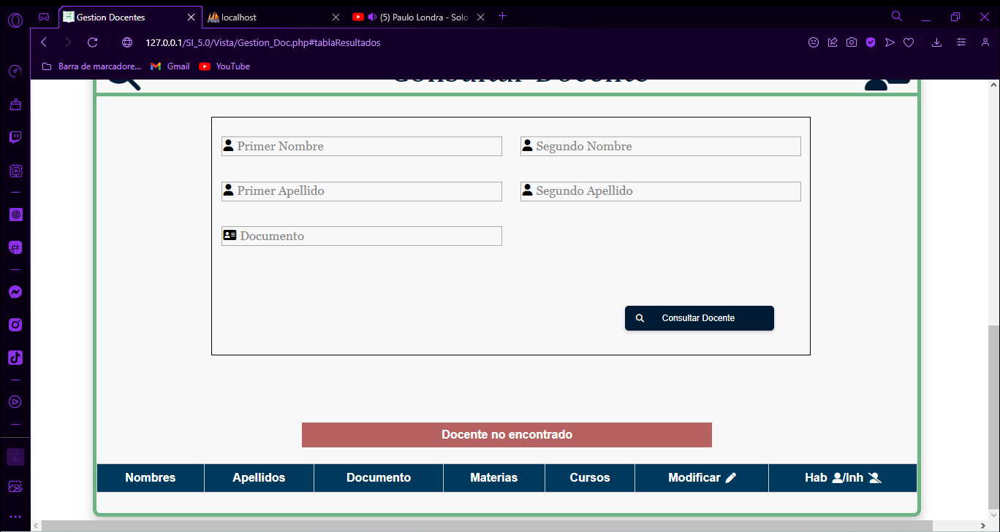 Gestion Docentes
localhost
(5) Paulo Londra - Solo
127.0.0.1/SI_5.0/Vista/Gestion_Doc.php#tablaResultados
Barra de marcadore... Gmail YouTube
Consultar Docente
Primer Nombre Segundo Nombre
Primer Apellido Segundo Apellido
Documento
Consultar Docente
Docente no encontrado
Nombres Apellidos Documento Materias Cursos Modificar Hab /Inh